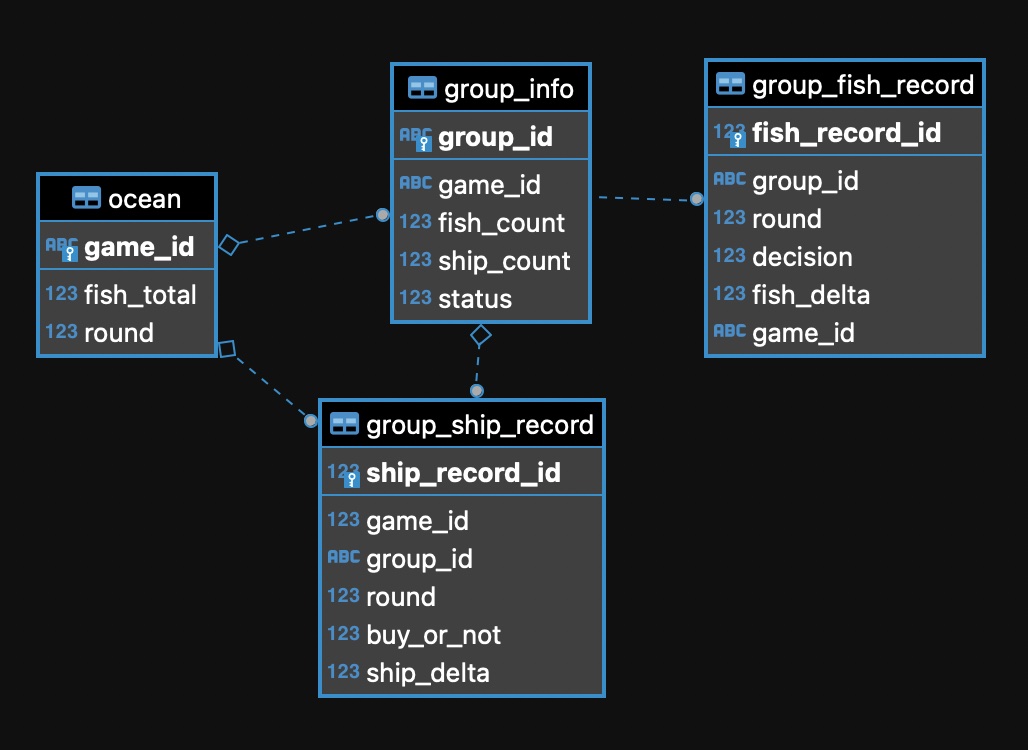 ocean
ABC game_id
123 fish_total
123 round
group_info
ABC group_id
ABC game_id
123 fish_count
123 ship_count
123 status
group_fish_record
123 fish_record_id
ABC group_id
123 round
123 decision
123 fish_delta
ABC game_id
group_ship_record
123 ship_record_id
123 game_id
ABC group_id
123 round
123 buy_or_not
123 ship_delta